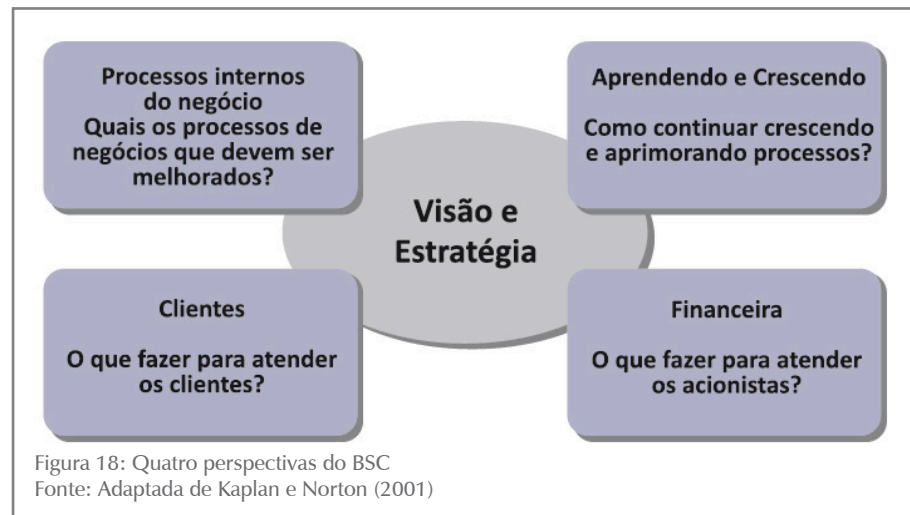 Processos internos
do negócio
Quais os processos de
negócios que devem ser
melhorados?
Aprendendo e Crescendo
Como continuar crescendo
e aprimorando processos?
Visão e
Estratégia
Clientes
O que fazer para atender
os clientes?
Financeira
O que fazer para atender
os acionistas?
Figura 18: Quatro perspectivas do BSC
Fonte: Adaptada de Kaplan e Norton (2001)